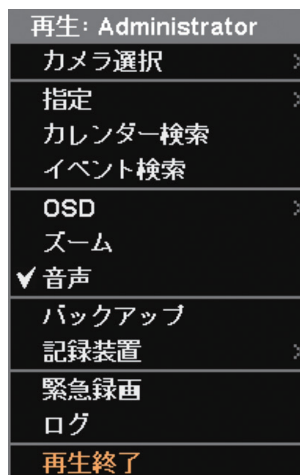 再生: Administrator
カメラ選択
指定
カレンダー検索
イベント検索
OSD
ズーム
✓ 音声
バックアップ
記録装置
緊急録画
ログ
再生終了